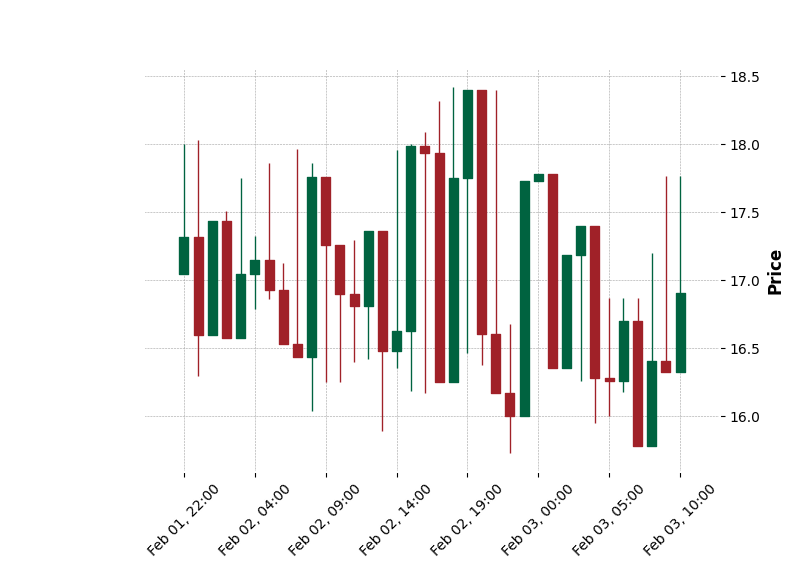 18.5
18.0
17.5
17.0
16.5
16.0
Price
Feb 01, 22:00
Feb 02, 04:00
Feb 02, 09:00
Feb 02, 14:00
Feb 02, 19:00
Feb 03, 00:00
Feb 03, 05:00
Feb 03, 10:00